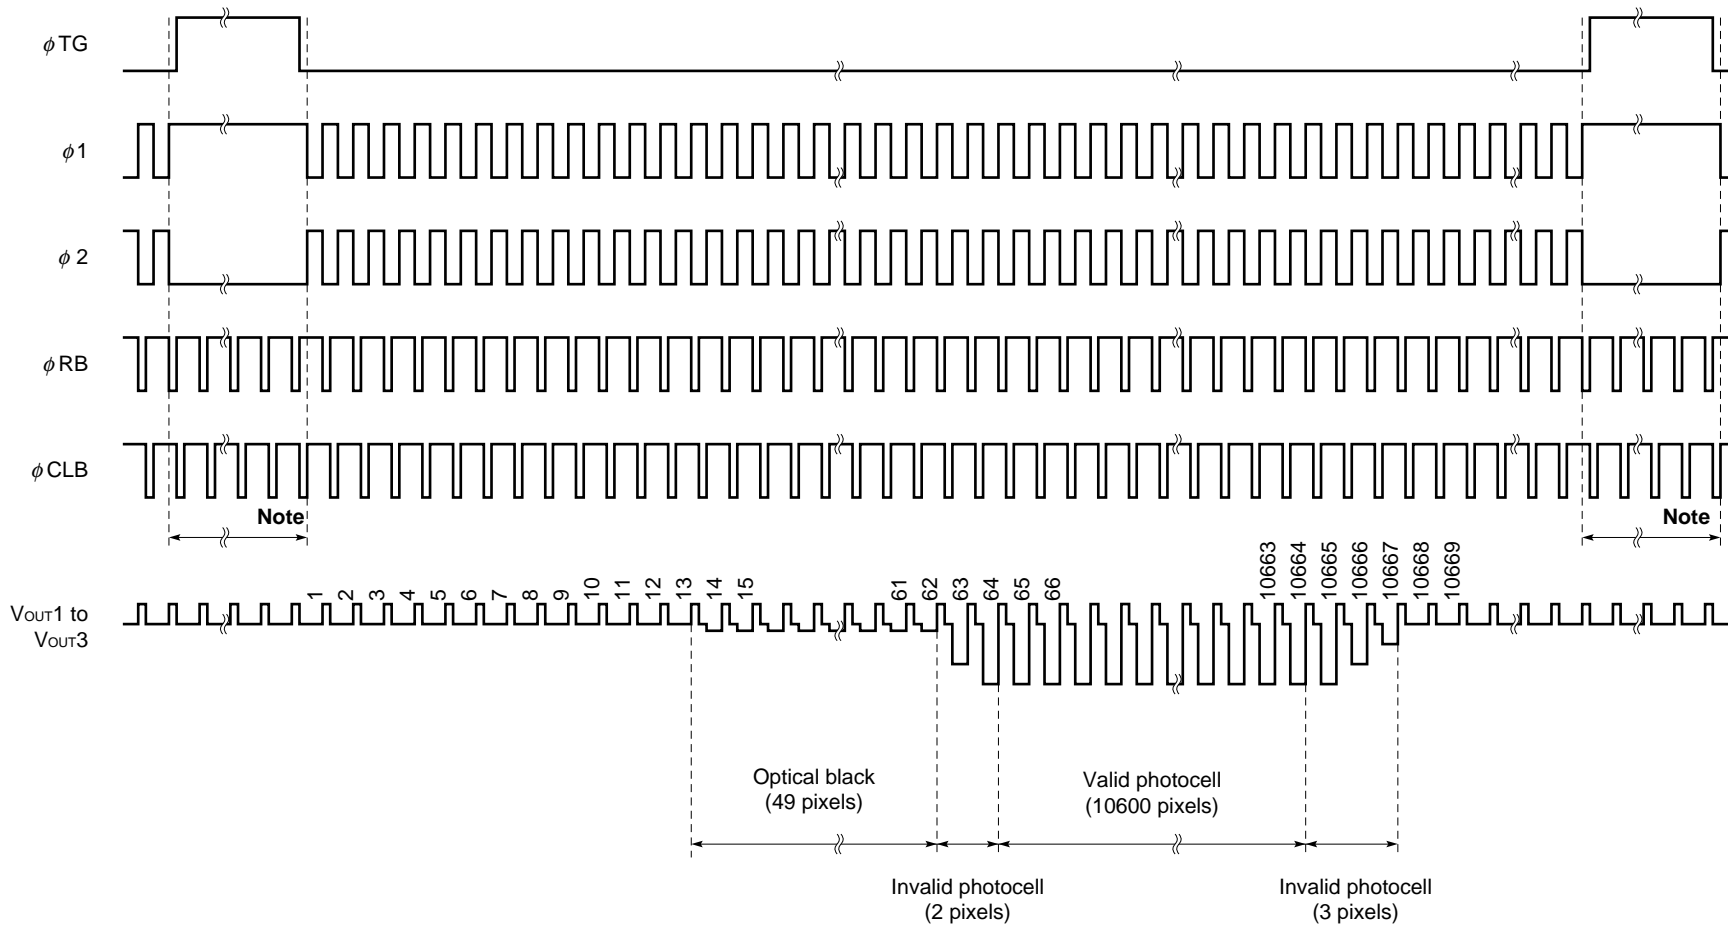 ϕTG
ϕ1
ϕ2
ϕRB
ϕCLB
Note
Note
VOUT1 to
VOUT3
1 2 3 4 5 6 7 8 9 10 11 12 13 14 15 61 62 63 64 65 66 10663 10664 10665 10666 10667 10668 10669
Optical black
(49 pixels)
Valid photocell
(10600 pixels)
Invalid photocell
(2 pixels)
Invalid photocell
(3 pixels)